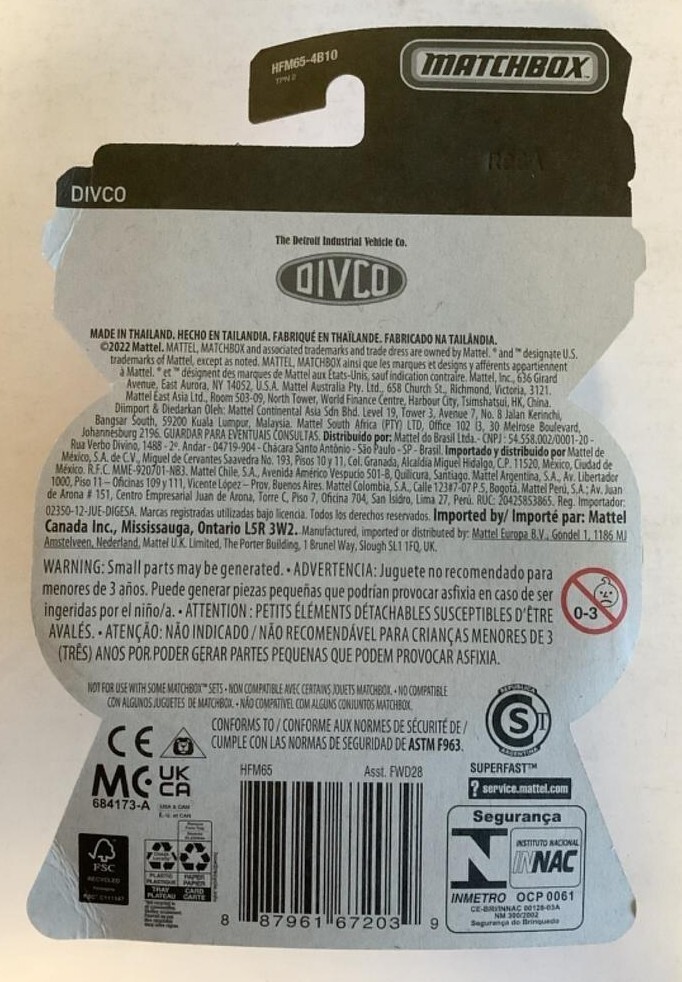 HFM65-4B10
MATCHBOX
DIVCO
The Detroit Industrial Vehicle Co.
DIVCO
MADE IN THAILAND. HECHO EN TAILANDIA. FABRIQUÉ EN THAÏLANDE. FABRICADO NA TAILÂNDIA.
©2022 Mattel. MATTEL, MATCHBOX and associated trademarks and trade dress are owned by Mattel. ® and ™ designate U.S.
trademarks of Mattel, except as noted. MATTEL, MATCHBOX ainsi que les marques et designs y afférents appartiennent
à Mattel. ® et ™ désignent des marques de Mattel aux États-Unis, sauf indication contraire. Mattel, Inc., 636 Girard
Avenue, East Aurora, NY 14052, U.S.A. Mattel Australia Pty. Ltd., 658 Church St., Richmond, Victoria, 3121.
Mattel East Asia Ltd., Room 503-09, North Tower, World Finance Centre, Harbour City, Tsimshatsui, HK, China.
Diimport & Diedarkan Oleh: Mattel Continental Asia Sdn Bhd. Level 19, Tower 3, Avenue 7, No. 8 Jalan Kerinchi,
Bangsar South, 59200 Kuala Lumpur, Malaysia. Mattel South Africa (PTY) LTD, Office 102 I3, 30 Melrose Boulevard,
Johannesburg 2196. GUARDAR PARA EVENTUAIS CONSULTAS. Distribuído por: Mattel do Brasil Ltda.- CNPJ : 54.558.002/0001-20 -
Rua Verbo Divino, 1488 - 2º. Andar - 04719-904 - Chácara Santo Antônio - São Paulo - SP - Brasil. Importado y distribuido por Mattel de
México, S.A. de C.V., Miguel de Cervantes Saavedra No. 193, Pisos 10 y 11, Col. Granada, Alcaldía Miguel Hidalgo, C.P. 11520, México, Ciudad de
México. R.F.C. MME-920701-NB3. Mattel Chile, S.A., Avenida Américo Vespucio 501-B, Quilicura, Santiago. Mattel Argentina, S.A., Av. Libertador
1000, Piso 11 – Oficinas 109 y 111, Vicente López – Prov. Buenos Aires. Mattel Colombia, S.A., Calle 123#7-07 P.5, Bogotá. Mattel Perú, S.A.; Av. Juan
de Arona # 151, Centro Empresarial Juan de Arona, Torre C, Piso 7, Oficina 704, San Isidro, Lima 27, Perú. RUC: 20425853865. Reg. Importador:
02350-12-JUE-DIGESA. Marcas registradas utilizadas bajo licencia. Todos los derechos reservados. Imported by/ Importé par: Mattel
Canada Inc., Mississauga, Ontario L5R 3W2. Manufactured, imported or distributed by: Mattel Europa B.V., Gondel 1, 1186 MJ
Amstelveen, Nederland. Mattel U.K. Limited, The Porter Building, 1 Brunel Way, Slough SL1 1FQ, UK.
WARNING: Small parts may be generated. • ADVERTENCIA: Juguete no recomendado para
menores de 3 años. Puede generar piezas pequeñas que podrían provocar asfixia en caso de ser
ingeridas por el niño/a. • ATTENTION : PETITS ÉLÉMENTS DÉTACHABLES SUSCEPTIBLES D'ÊTRE
AVALÉS. • ATENÇÃO: NÃO INDICADO / NÃO RECOMENDÁVEL PARA CRIANÇAS MENORES DE 3
(TRÊS) ANOS POR PODER GERAR PARTES PEQUENAS QUE PODEM PROVOCAR ASFIXIA.
0-3
NOT FOR USE WITH SOME MATCHBOX™ SETS • NON COMPATIBLE AVEC CERTAINS JOUETS MATCHBOX. • NO COMPATIBLE
CON ALGUNOS JUGUETES DE MATCHBOX. • NÃO COMPATÍVEL COM ALGUNS CONJUNTOS MATCHBOX.
CONFORMS TO / CONFORME AUX NORMES DE SÉCURITÉ DE /
CUMPLE CON LAS NORMAS DE SEGURIDAD DE ASTM F963.
CE
UK
CA
684173-A
REPUBLICA
S
ARGENTINA
HFM65
Asst. FWD28
SUPERFAST™
? service.mattel.com
Segurança
INSTITUTO NACIONAL
INNAC
INMETRO OCP 0061
CE-BRI/INNAC 00128-03A
NM 300/2002
Segurança do Brinquedo
FSC
RECYCLED
PLASTIC
PLASTIQUE
TRAY
PLATEAU
PAPER
PAPIER
CARD
CARTE
8 87961 67203 9